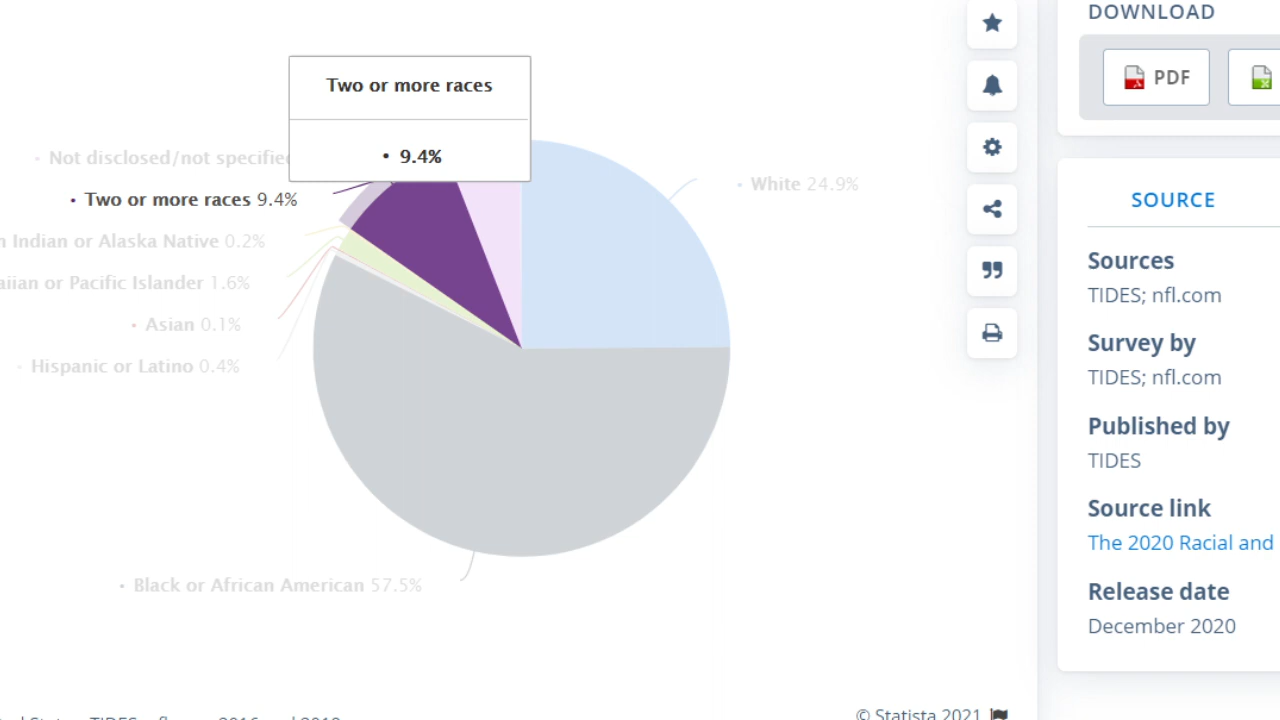 DOWNLOAD
PDF
Two or more races
• 9.4%
• Not disclosed/not specified
• Two or more races 9.4%
• White 24.9%
Indian or Alaska Native 0.2%
or Pacific Islander 1.6%
• Asian 0.1%
• Hispanic or Latino 0.4%
• Black or African American 57.5%
SOURCE
Sources
TIDES; nfl.com
Survey by
TIDES; nfl.com
Published by
TIDES
Source link
The 2020 Racial and
Release date
December 2020
© Statista 2021